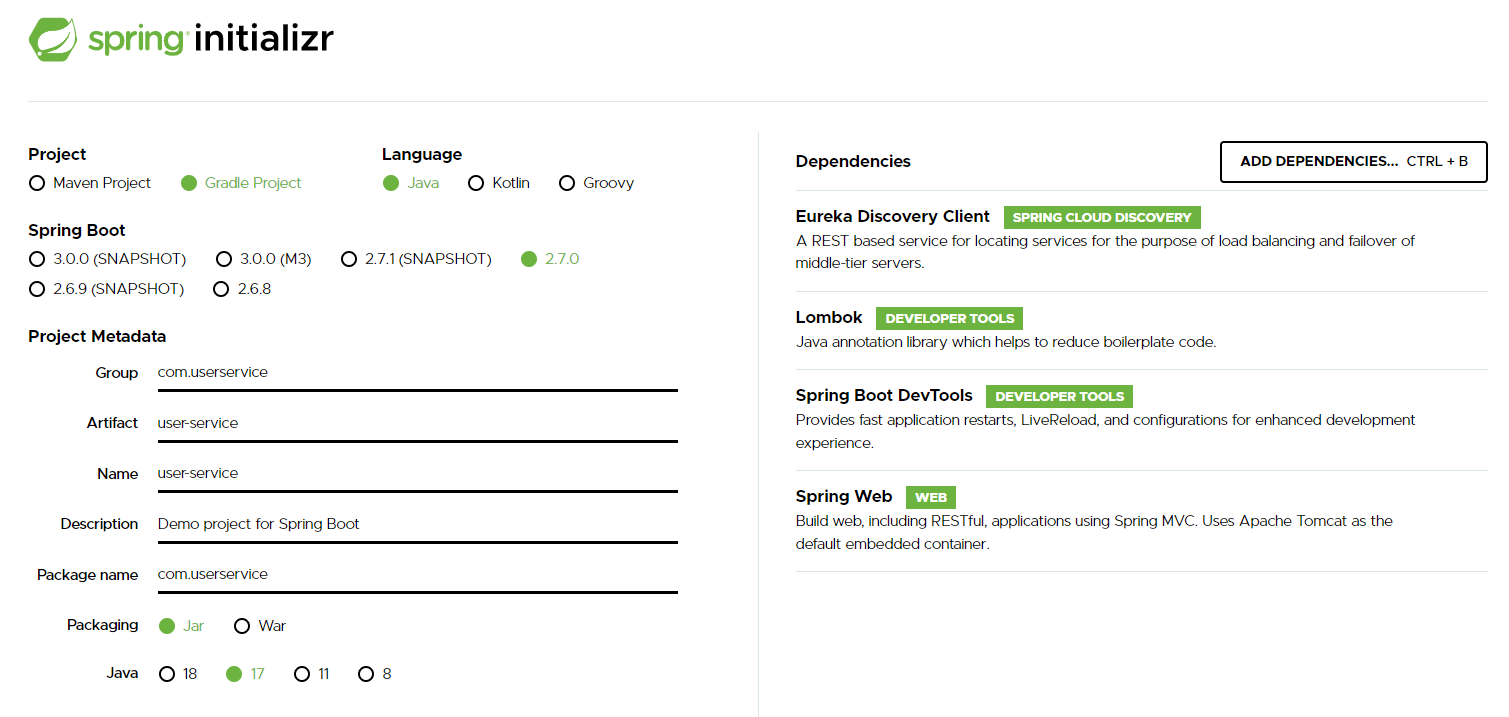 spring initializr
Project
Maven Project Gradle Project
Language
Java Kotlin Groovy
Spring Boot
3.0.0 (SNAPSHOT) 3.0.0 (M3) 2.7.1 (SNAPSHOT) 2.7.0
2.6.9 (SNAPSHOT) 2.6.8
Project Metadata
Group com.userservice
Artifact user-service
Name user-service
Description Demo project for Spring Boot
Package name com.userservice
Packaging Jar War
Java 18 17 11 8
Dependencies
ADD DEPENDENCIES... CTRL + B
Eureka Discovery Client SPRING CLOUD DISCOVERY
A REST based service for locating services for the purpose of load balancing and failover of
middle-tier servers.
Lombok DEVELOPER TOOLS
Java annotation library which helps to reduce boilerplate code.
Spring Boot DevTools DEVELOPER TOOLS
Provides fast application restarts, LiveReload, and configurations for enhanced development
experience.
Spring Web WEB
Build web, including RESTful, applications using Spring MVC. Uses Apache Tomcat as the
default embedded container.